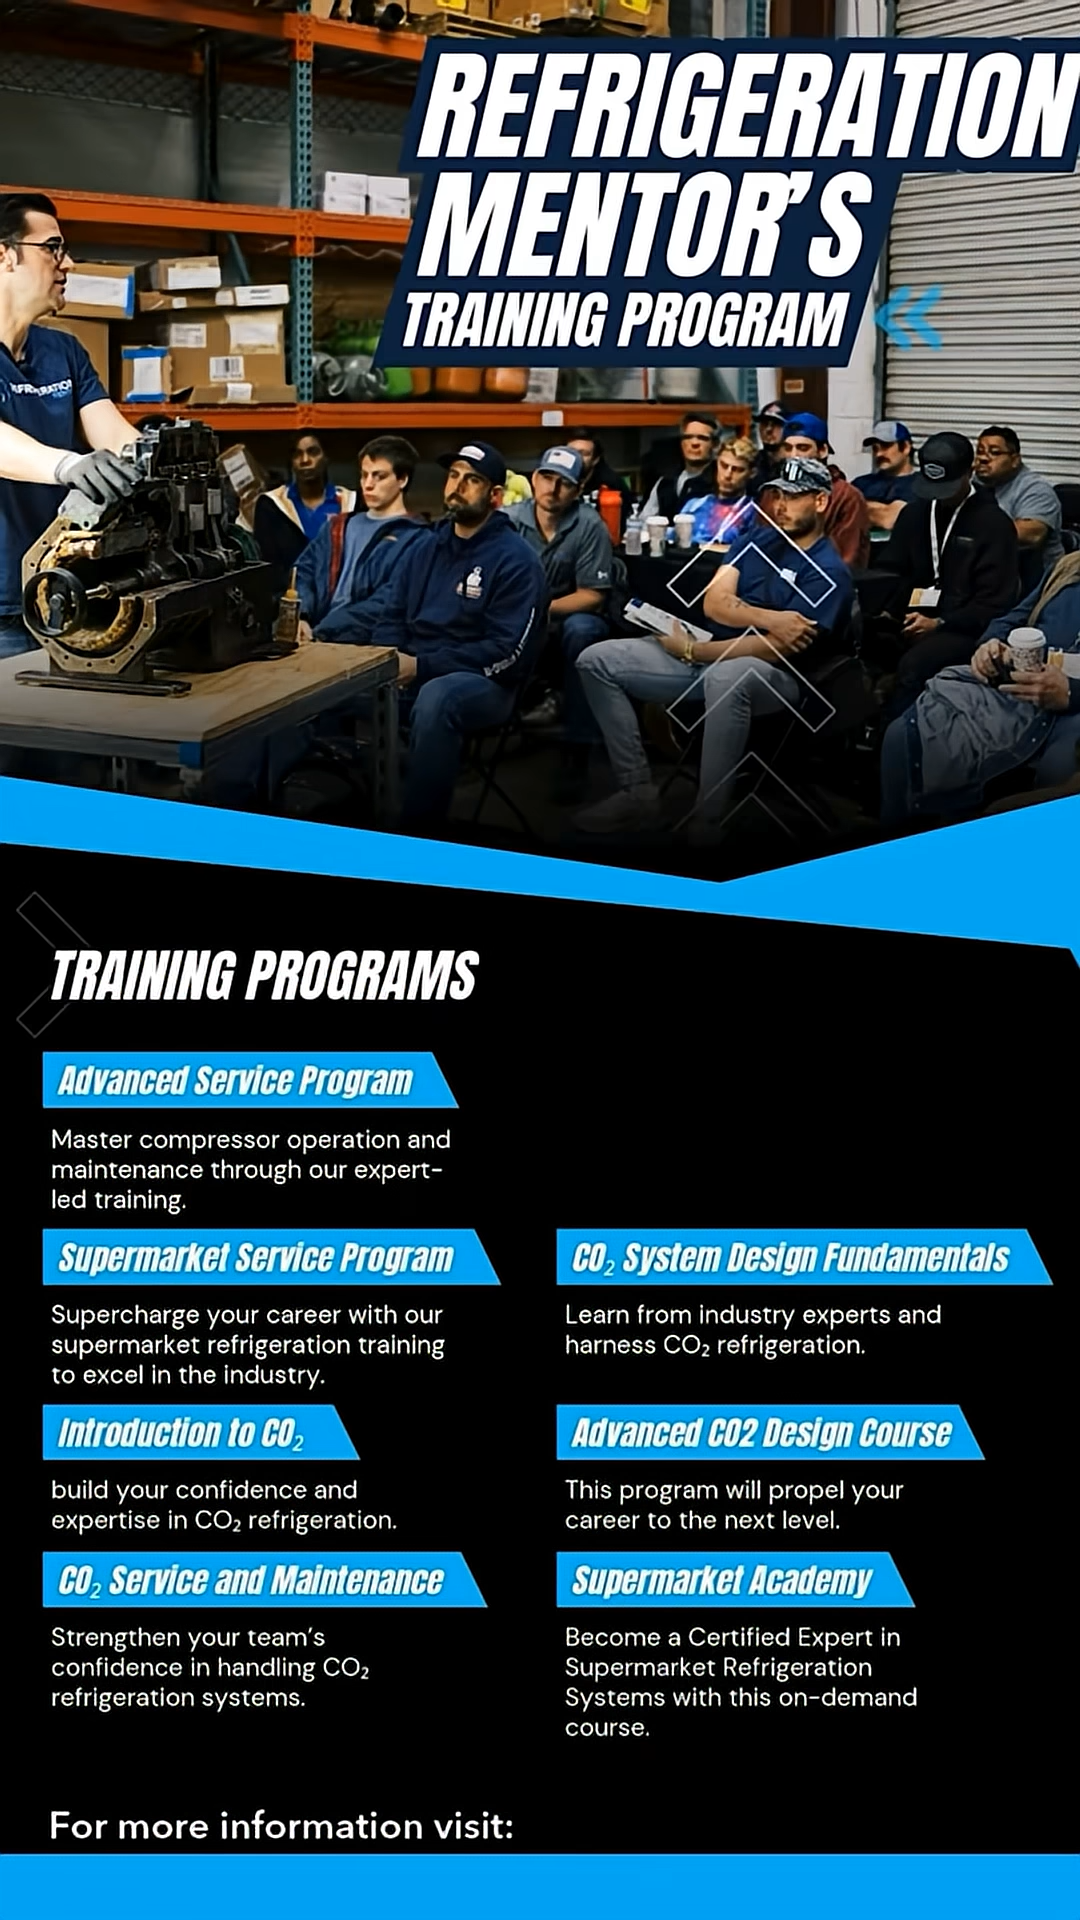 REFRIGERATION
MENTOR'S
TRAINING PROGRAM
TRAINING PROGRAMS
Advanced Service Program
Master compressor operation and
maintenance through our expert-
led training.
Supermarket Service Program
Supercharge your career with our
supermarket refrigeration training
to excel in the industry.
Introduction to CO₂
build your confidence and
expertise in CO₂ refrigeration.
CO₂ Service and Maintenance
Strengthen your team's
confidence in handling CO₂
refrigeration systems.
CO₂ System Design Fundamentals
Learn from industry experts and
harness CO₂ refrigeration.
Advanced CO2 Design Course
This program will propel your
career to the next level.
Supermarket Academy
Become a Certified Expert in
Supermarket Refrigeration
Systems with this on-demand
course.
For more information visit: